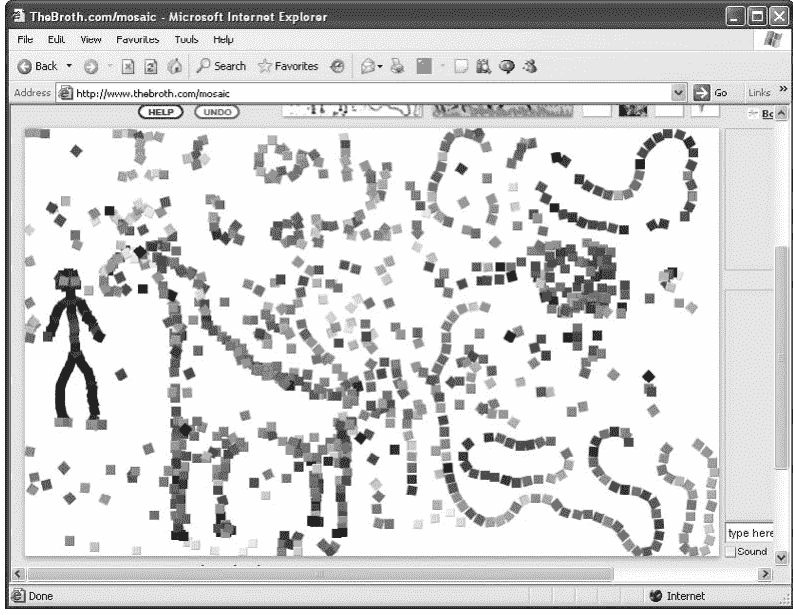 TheBroth.com/mosaic - Microsoft Internet Explorer
File Edit View Favorites Tools Help
Back Search Favorites
Address http://www.thebroth.com/mosaic Go Links »
HELP UNDO
type here
Sound
Done Internet